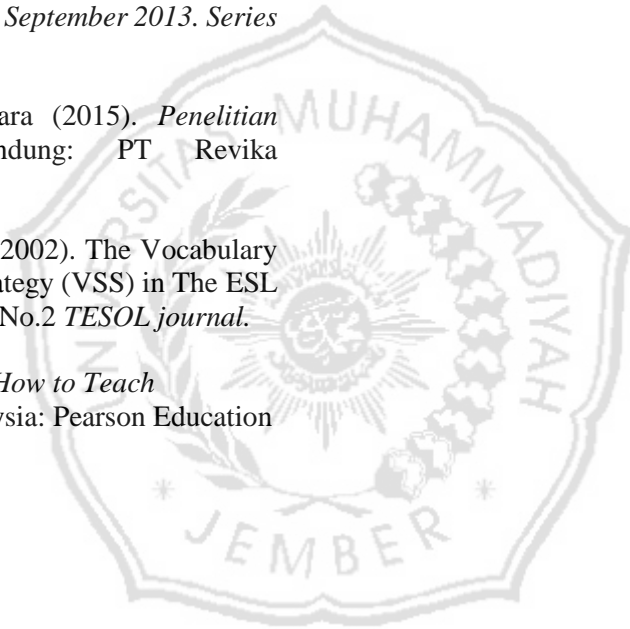 September 2013. Series
ara (2015). Penelitian
ndung: PT Revika
2002). The Vocabulary
ategy (VSS) in The ESL
No.2 TESOL journal.
How to Teach
ysia: Pearson Education
UNIVERSITAS MUHAMMADIYAH
JEMBER